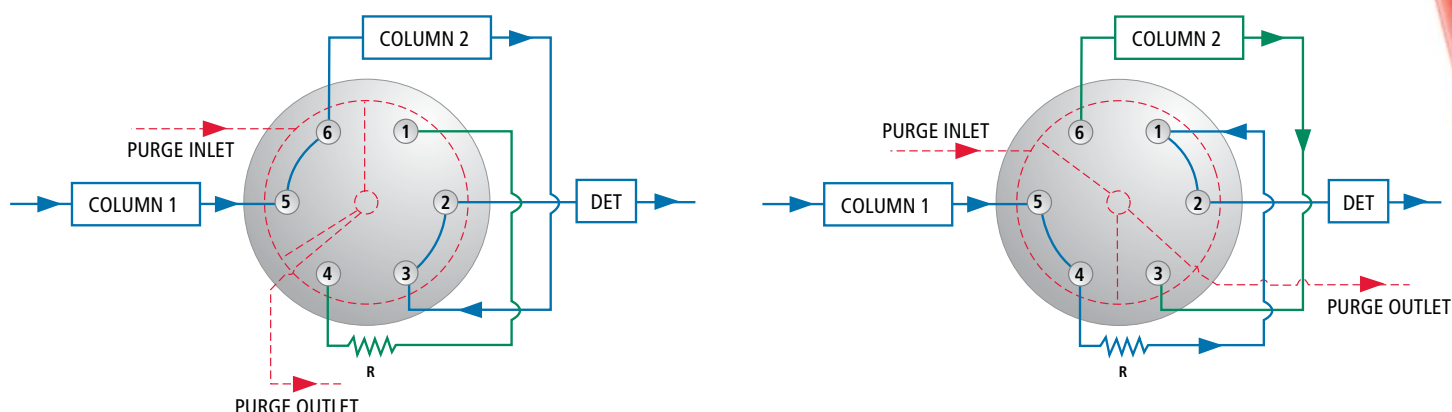 COLUMN 2
6
1
PURGE INLET
COLUMN 1
5
2
DET
4
3
R
PURGE OUTLET
COLUMN 2
PURGE INLET
6
1
COLUMN 1
5
2
DET
4
3
PURGE OUTLET
R